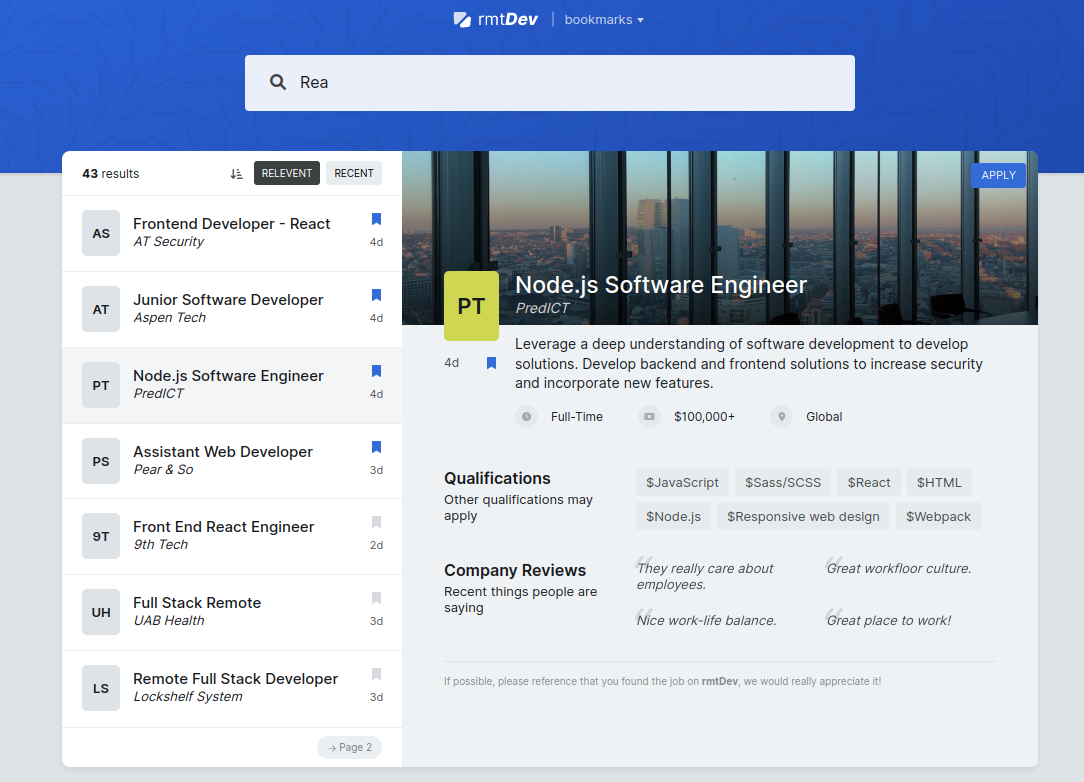 rmtDev
bookmarks
Rea
43 results
RELEVENT
RECENT
AS
Frontend Developer - React
AT Security
4d
AT
Junior Software Developer
Aspen Tech
4d
PT
Node.js Software Engineer
PredICT
4d
PS
Assistant Web Developer
Pear & So
3d
9T
Front End React Engineer
9th Tech
2d
UH
Full Stack Remote
UAB Health
3d
LS
Remote Full Stack Developer
Lockshelf System
3d
→ Page 2
APPLY
PT
Node.js Software Engineer
PredICT
4d
Leverage a deep understanding of software development to develop
solutions. Develop backend and frontend solutions to increase security
and incorporate new features.
Full-Time
$100,000+
Global
Qualifications
Other qualifications may
apply
$JavaScript
$Sass/SCSS
$React
$HTML
$Node.js
$Responsive web design
$Webpack
Company Reviews
Recent things people are
saying
“
They really care about
employees.
“
Great workfloor culture.
“
Nice work-life balance.
“
Great place to work!
If possible, please reference that you found the job on rmtDev, we would really appreciate it!